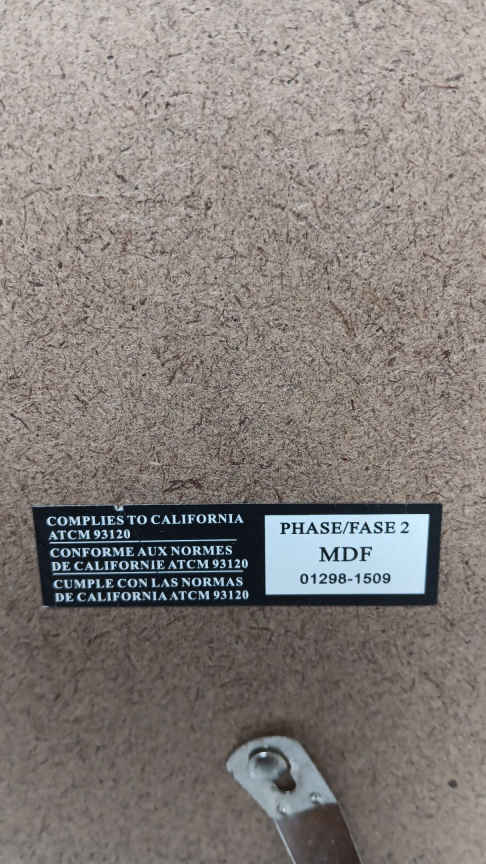 COMPLIES TO CALIFORNIA
ATCM 93120
CONFORME AUX NORMES
DE CALIFORNIE ATCM 93120
CUMPLE CON LAS NORMAS
DE CALIFORNIA ATCM 93120
PHASE/FASE 2
MDF
01298-1509